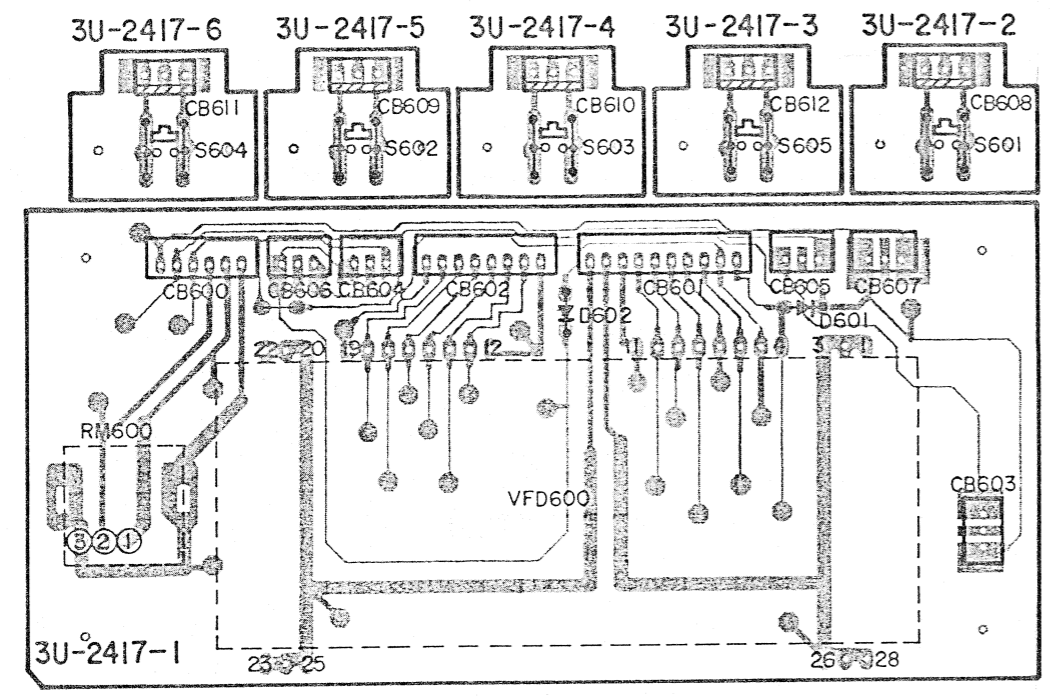 3U-2417-6 3U-2417-5 3U-2417-4 3U-2417-3 3U-2417-2
CB611 CB609 CB610 CB612 CB608
S604 S602 S603 S605 S601
CB600 CB606 CB604 CB602 CB601 CB605 CB607
D602 D601
22 20 19 12 11 4 3 1
RM600
CB603
VFD600
3 2 1
3U-2417-1
23 25 26 28